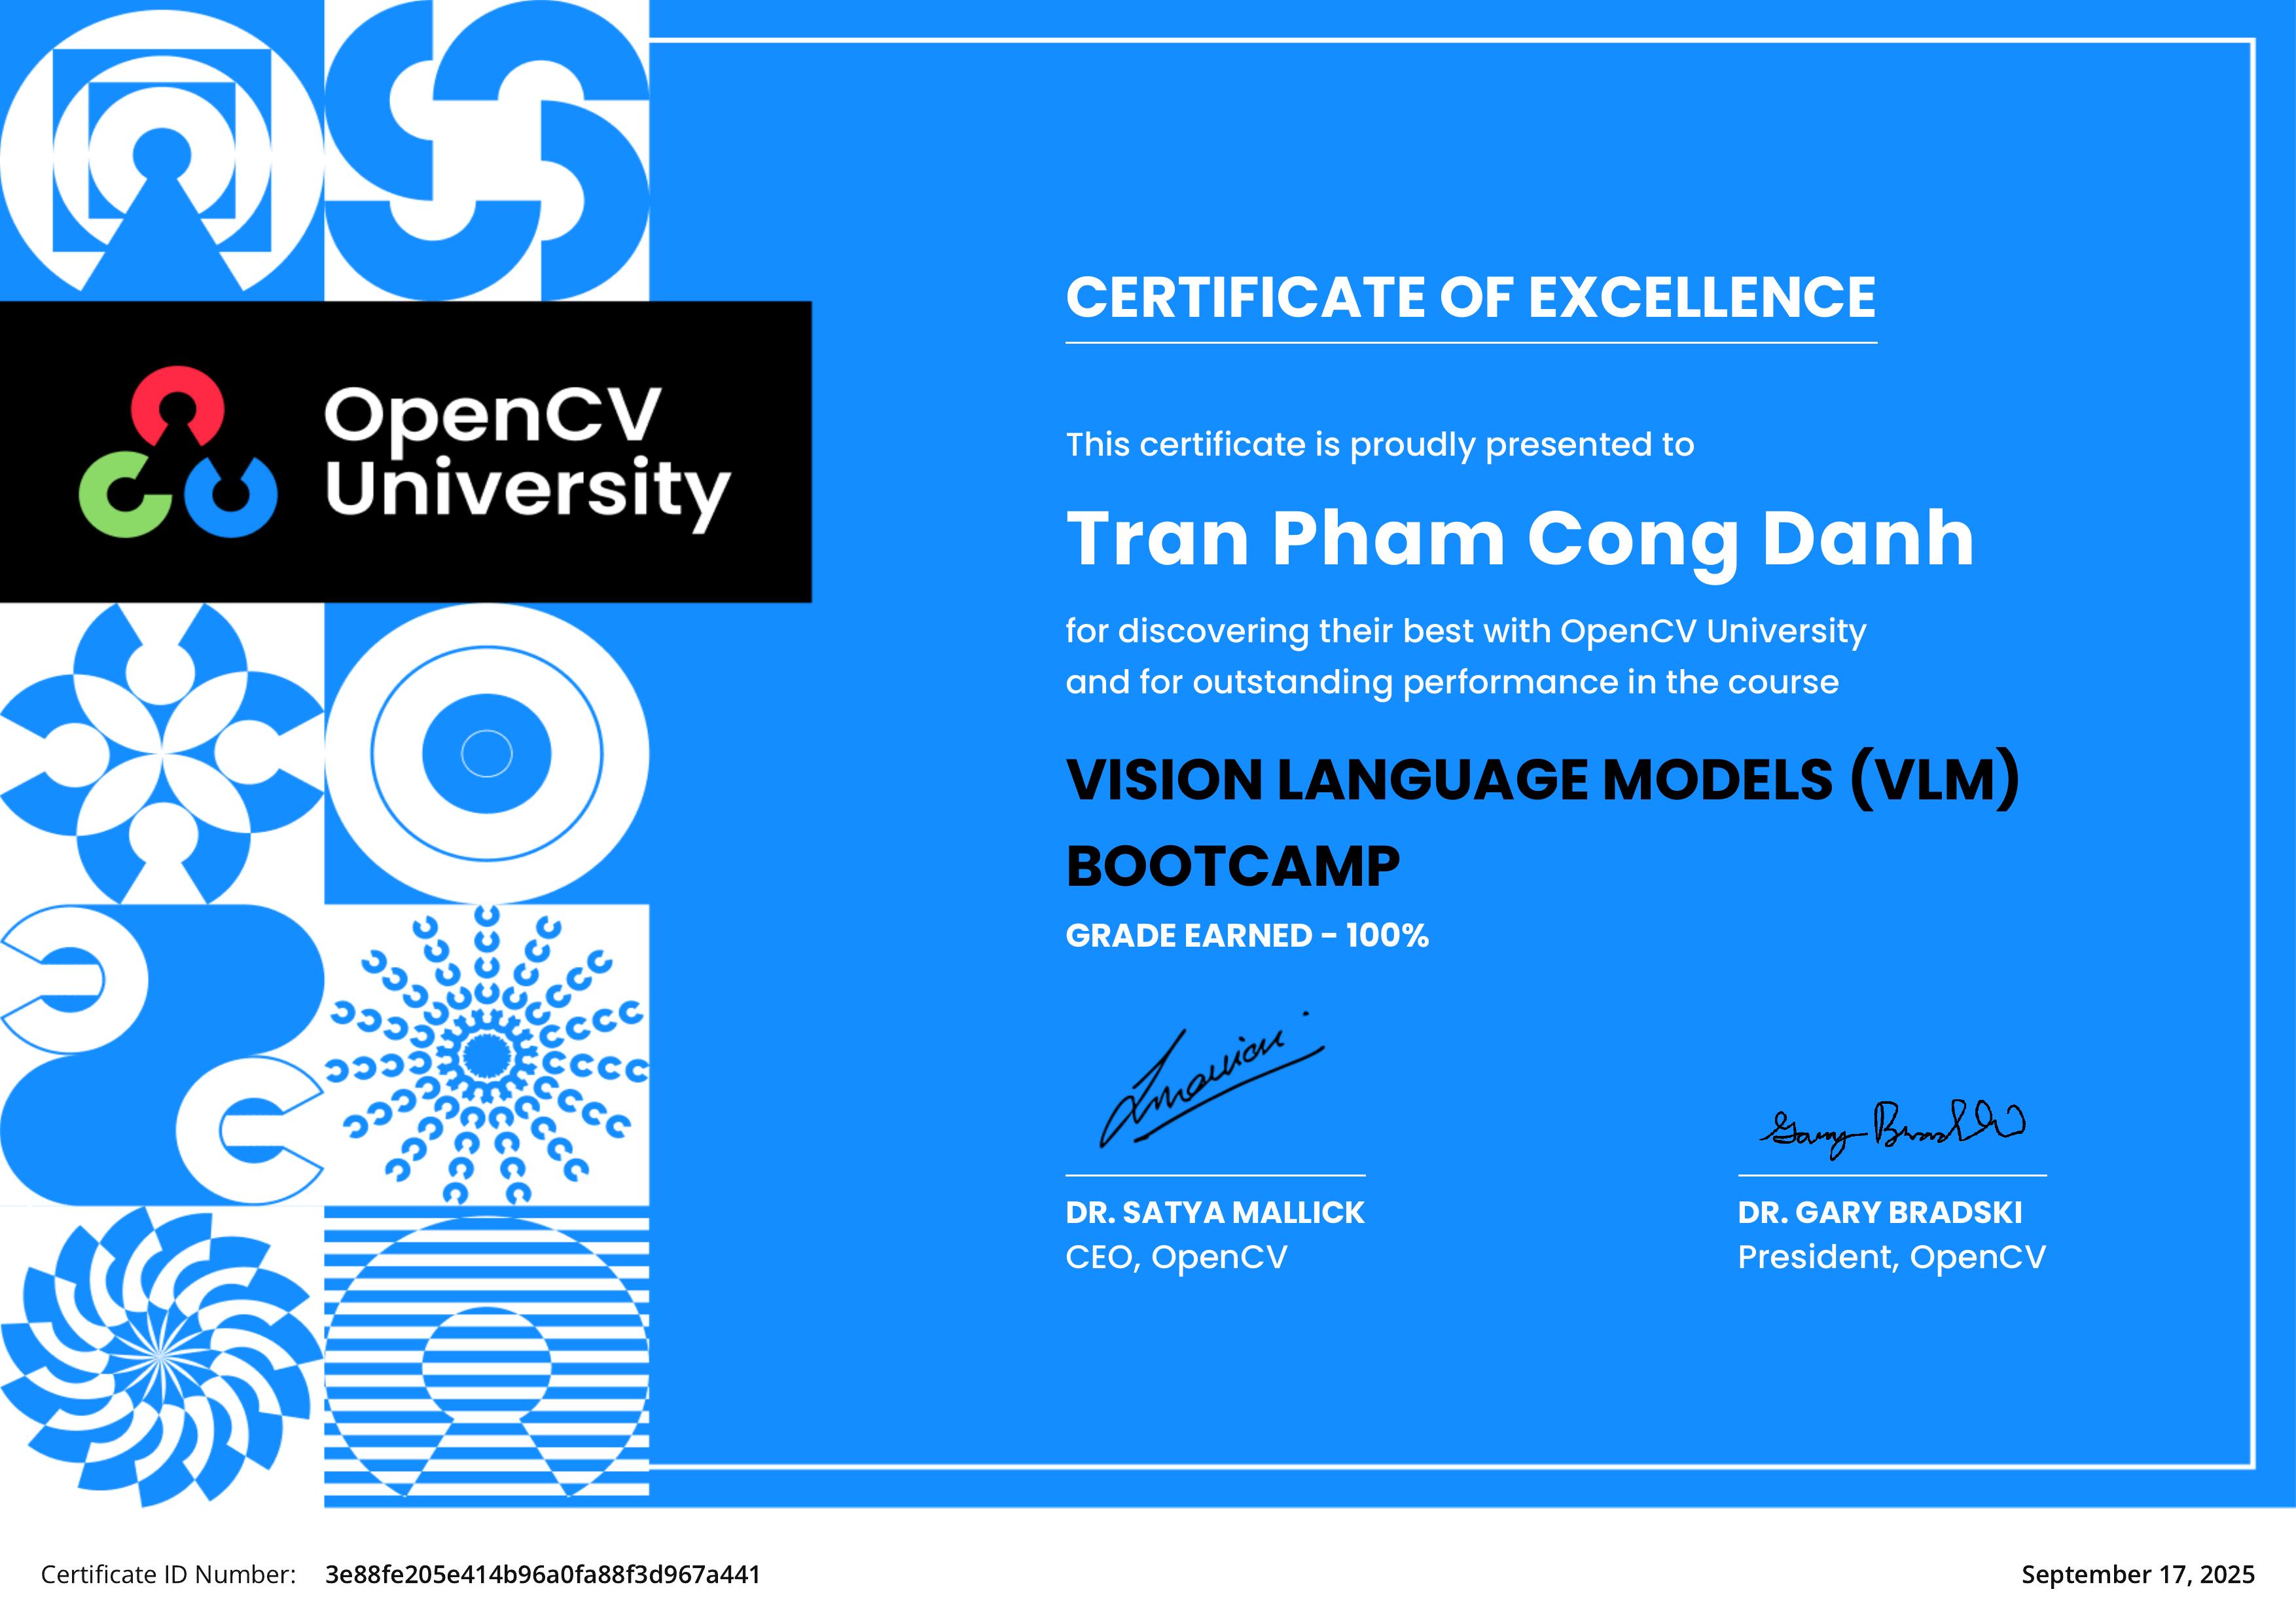 OpenCV
University
CERTIFICATE OF EXCELLENCE
This certificate is proudly presented to
Tran Pham Cong Danh
for discovering their best with OpenCV University
and for outstanding performance in the course
VISION LANGUAGE MODELS (VLM)
BOOTCAMP
GRADE EARNED - 100%
Gary Bradski
DR. SATYA MALLICK
CEO, OpenCV
DR. GARY BRADSKI
President, OpenCV
Certificate ID Number: 3e88fe205e414b96a0fa88f3d967a441
September 17, 2025